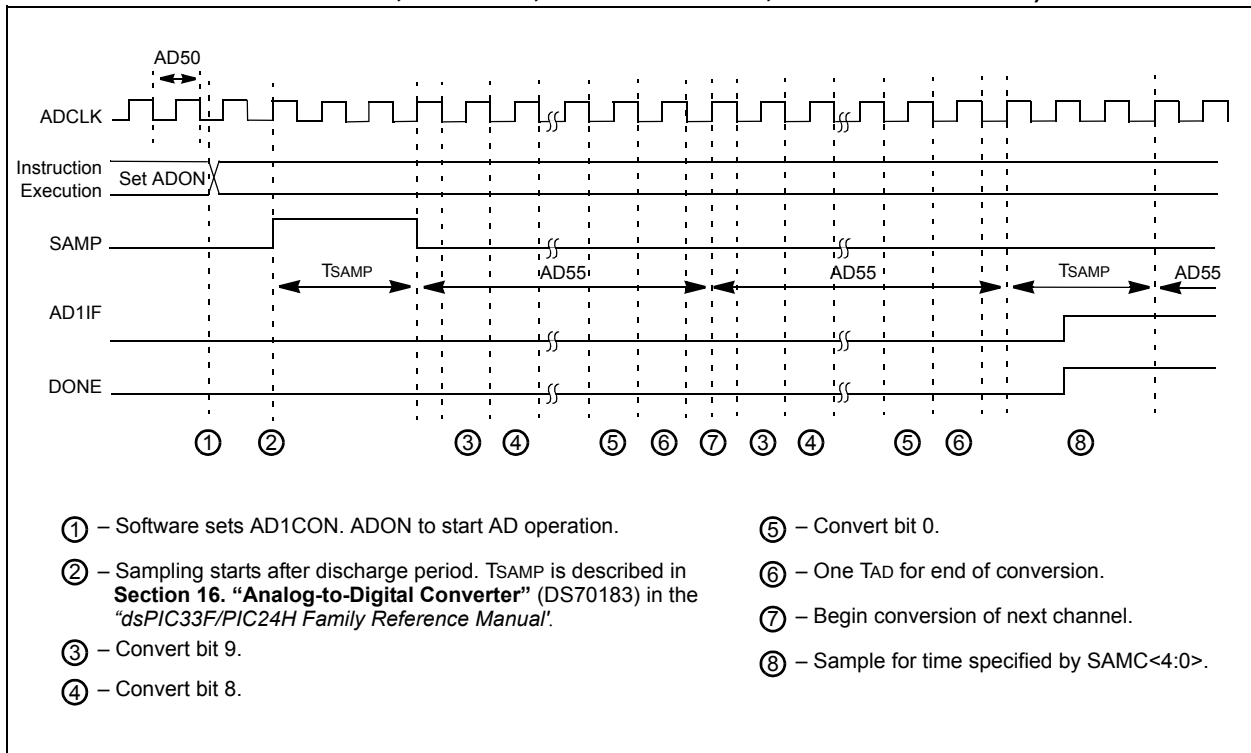 AD50
ADCLK
Instruction
Execution
Set ADON
SAMP
TSAMP
AD55
AD55
TSAMP
AD55
AD1IF
DONE
1 2 3 4 5 6 7 3 4 5 6 8
1 – Software sets AD1CON. ADON to start AD operation.
2 – Sampling starts after discharge period. TSAMP is described in
Section 16. “Analog-to-Digital Converter” (DS70183) in the
“dsPIC33F/PIC24H Family Reference Manual'.
3 – Convert bit 9.
4 – Convert bit 8.
5 – Convert bit 0.
6 – One TAD for end of conversion.
7 – Begin conversion of next channel.
8 – Sample for time specified by SAMC<4:0>.